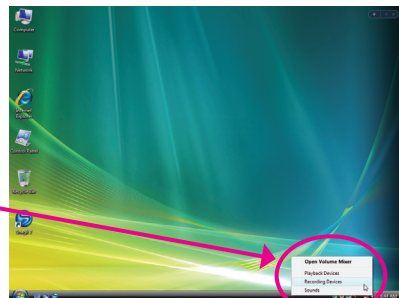 Computer
Network
Internet
Explorer
Control Panel
Recycle Bin
Open Volume Mixer
Playback Devices
Recording Devices
Sounds